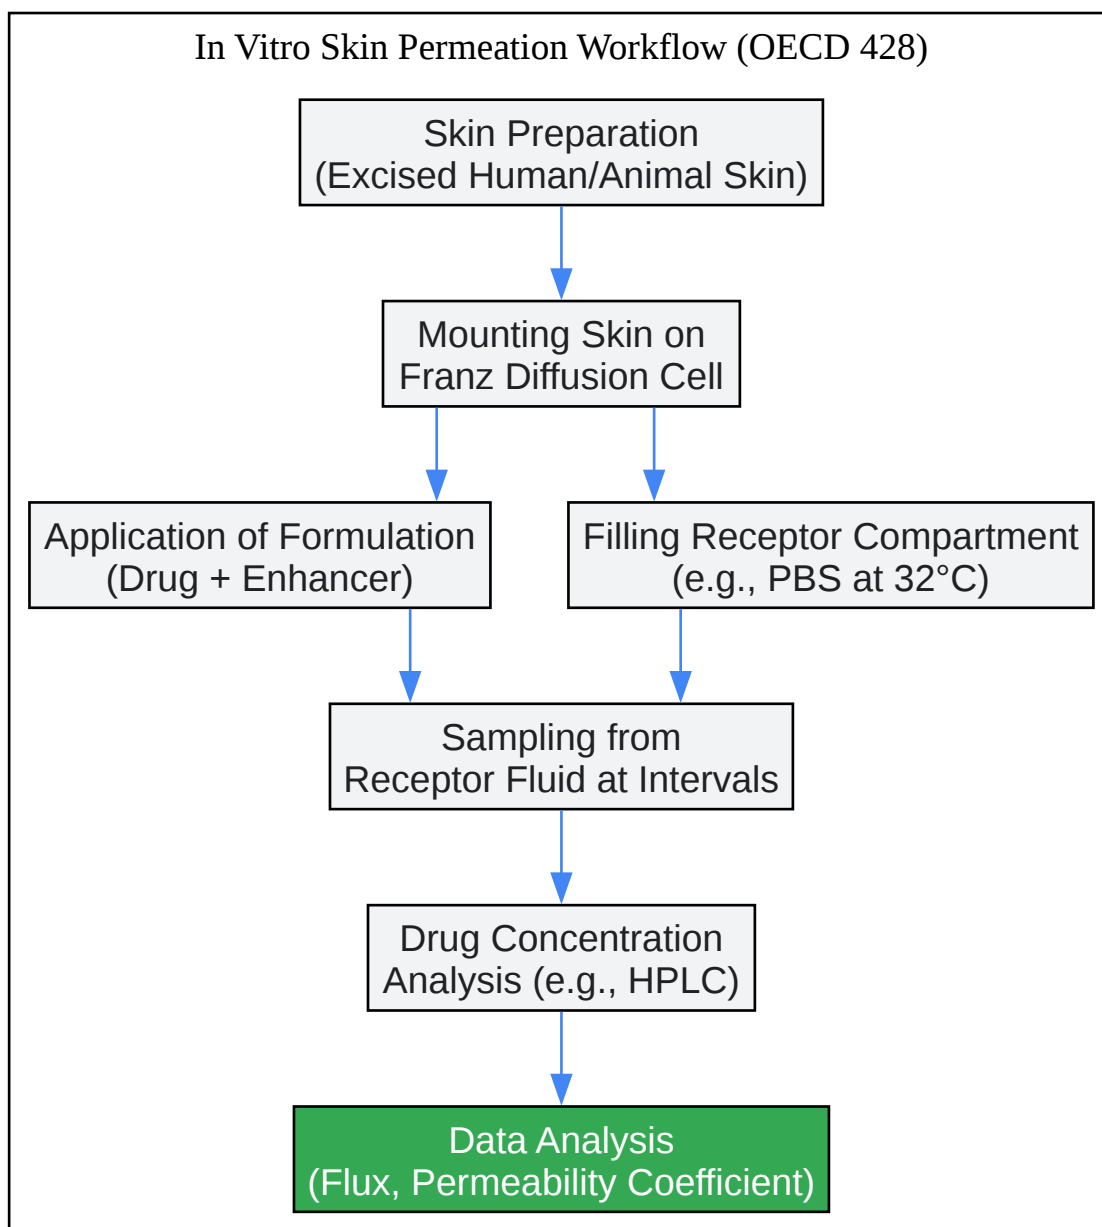 In Vitro Skin Permeation Workflow (OECD 428)
Skin Preparation
(Excised Human/Animal Skin)
Mounting Skin on
Franz Diffusion Cell
Application of Formulation
(Drug + Enhancer)
Filling Receptor Compartment
(e.g., PBS at 32°C)
Sampling from
Receptor Fluid at Intervals
Drug Concentration
Analysis (e.g., HPLC)
Data Analysis
(Flux, Permeability Coefficient)